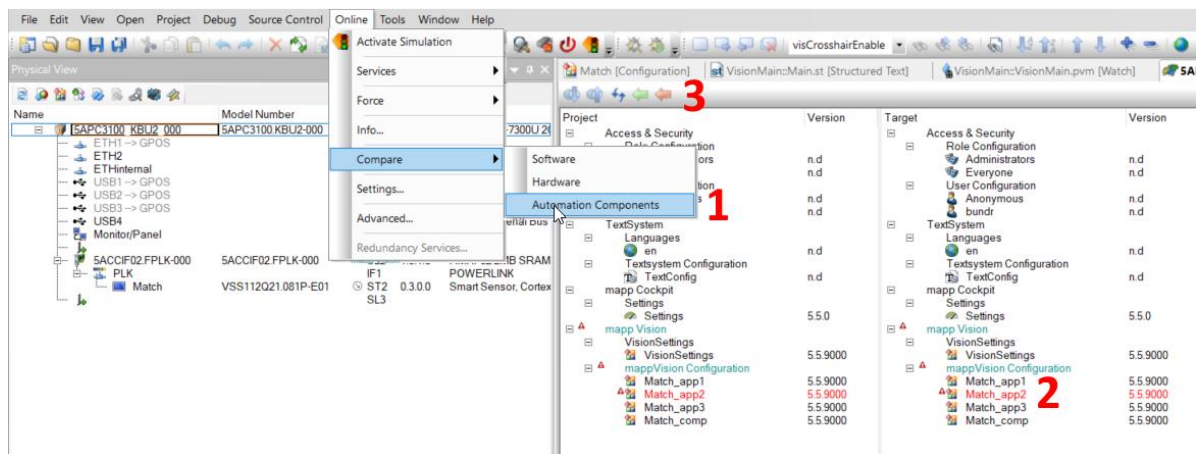 File Edit View Open Project Debug Source Control Online Tools Window Help
Activate Simulation
Services
Force
Info...
Compare
Settings...
Advanced...
Redundancy Services...
Software
Hardware
Automation Components
visCrosshairEnable
Physical View
Match [Configuration] VisionMain::Main.st [Structured Text] VisionMain::VisionMain.pvm [Watch] 5A
1
2
3
Name Model Number
5APC3100_KBU2_000 5APC3100.KBU2-000 -7300U 2
ETH1 --> GPOS
ETH2
ETHinternal
USB1 --> GPOS
USB2 --> GPOS
USB3 --> GPOS
USB4
Monitor/Panel
5ACCIF02.FPLK-000 5ACCIF02.FPLK-000 MB SRAM
PLK IF1 POWERLINK
Match VSS112Q21.081P-E01 ST2 0.3.0.0 Smart Sensor, Cortex
SL3
Project Version
Access & Security
n.d
n.d
n.d
n.d
TextSystem
Languages
en n.d
Textsystem Configuration
TextConfig n.d
mapp Cockpit
Settings
Settings 5.5.0
mapp Vision
VisionSettings
VisionSettings 5.5.9000
mappVision Configuration
Match_app1 5.5.9000
Match_app2 5.5.9000
Match_app3 5.5.9000
Match_comp 5.5.9000
Target Version
Access & Security
Role Configuration
Administrators n.d
Everyone n.d
User Configuration
Anonymous n.d
bundr n.d
TextSystem
Languages
en n.d
Textsystem Configuration
TextConfig n.d
mapp Cockpit
Settings
Settings 5.5.0
mapp Vision
VisionSettings
VisionSettings 5.5.9000
mappVision Configuration
Match_app1 5.5.9000
Match_app2 5.5.9000
Match_app3 5.5.9000
Match_comp 5.5.9000